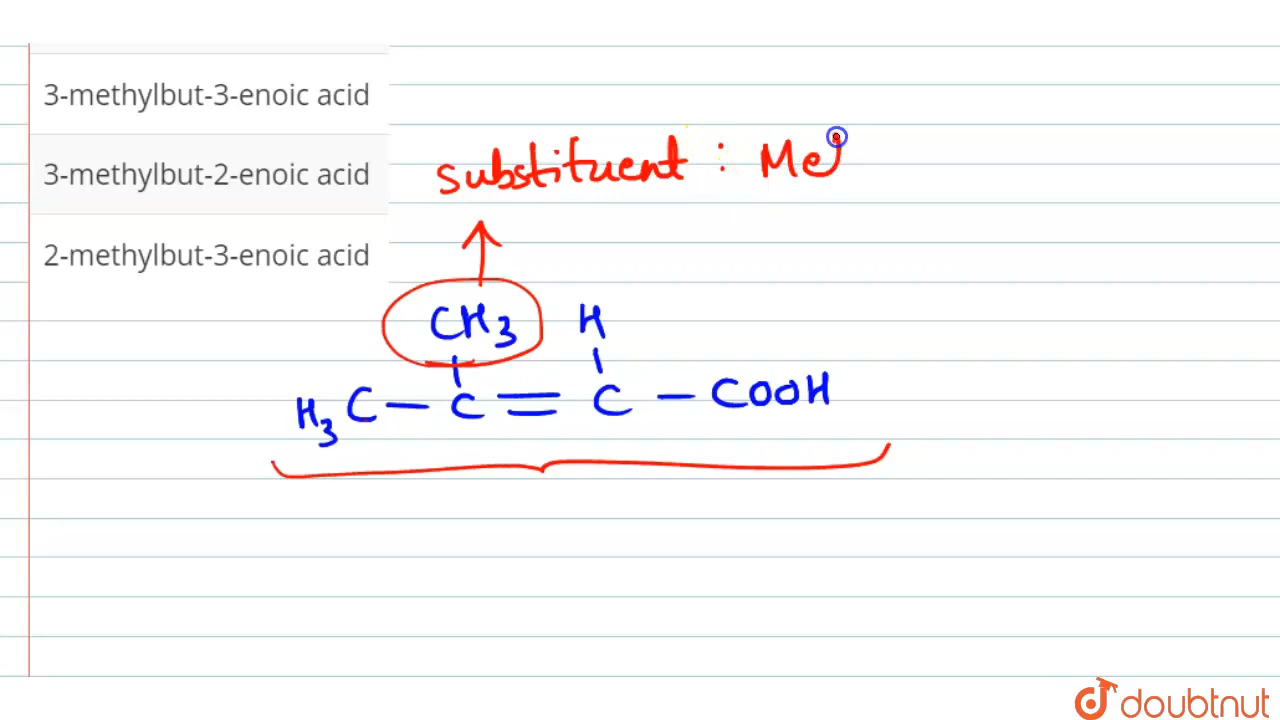 3-methylbut-3-enoic acid
3-methylbut-2-enoic acid
2-methylbut-3-enoic acid
substituent : Me
CH3 H
H3C - C = C - COOH
doubtnut